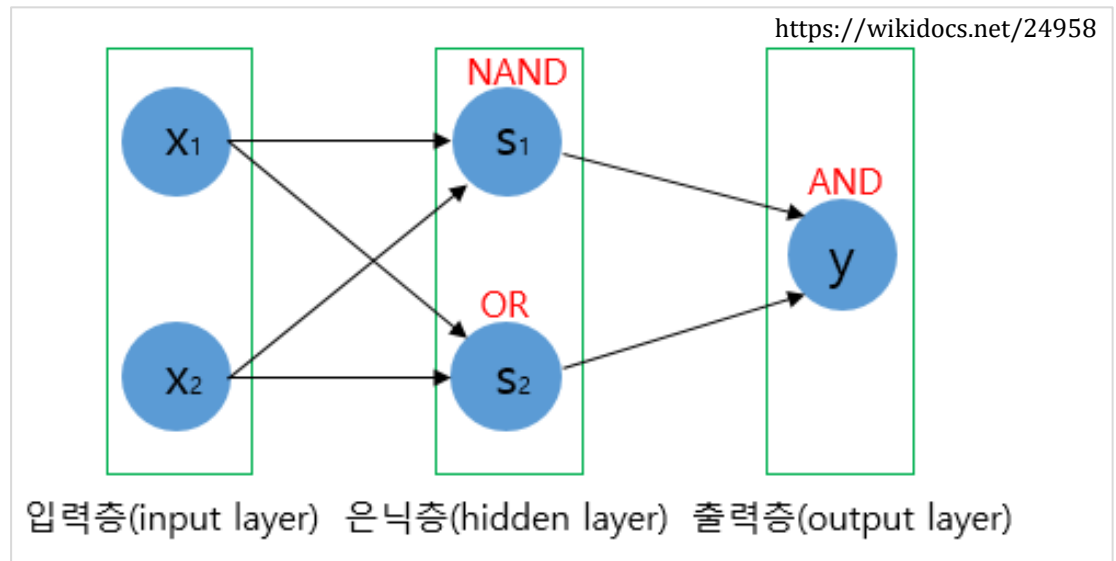 https://wikidocs.net/24958
NAND
x1
s1
AND
y
OR
x2
s2
입력층(input layer) 은닉층(hidden layer) 출력층(output layer)